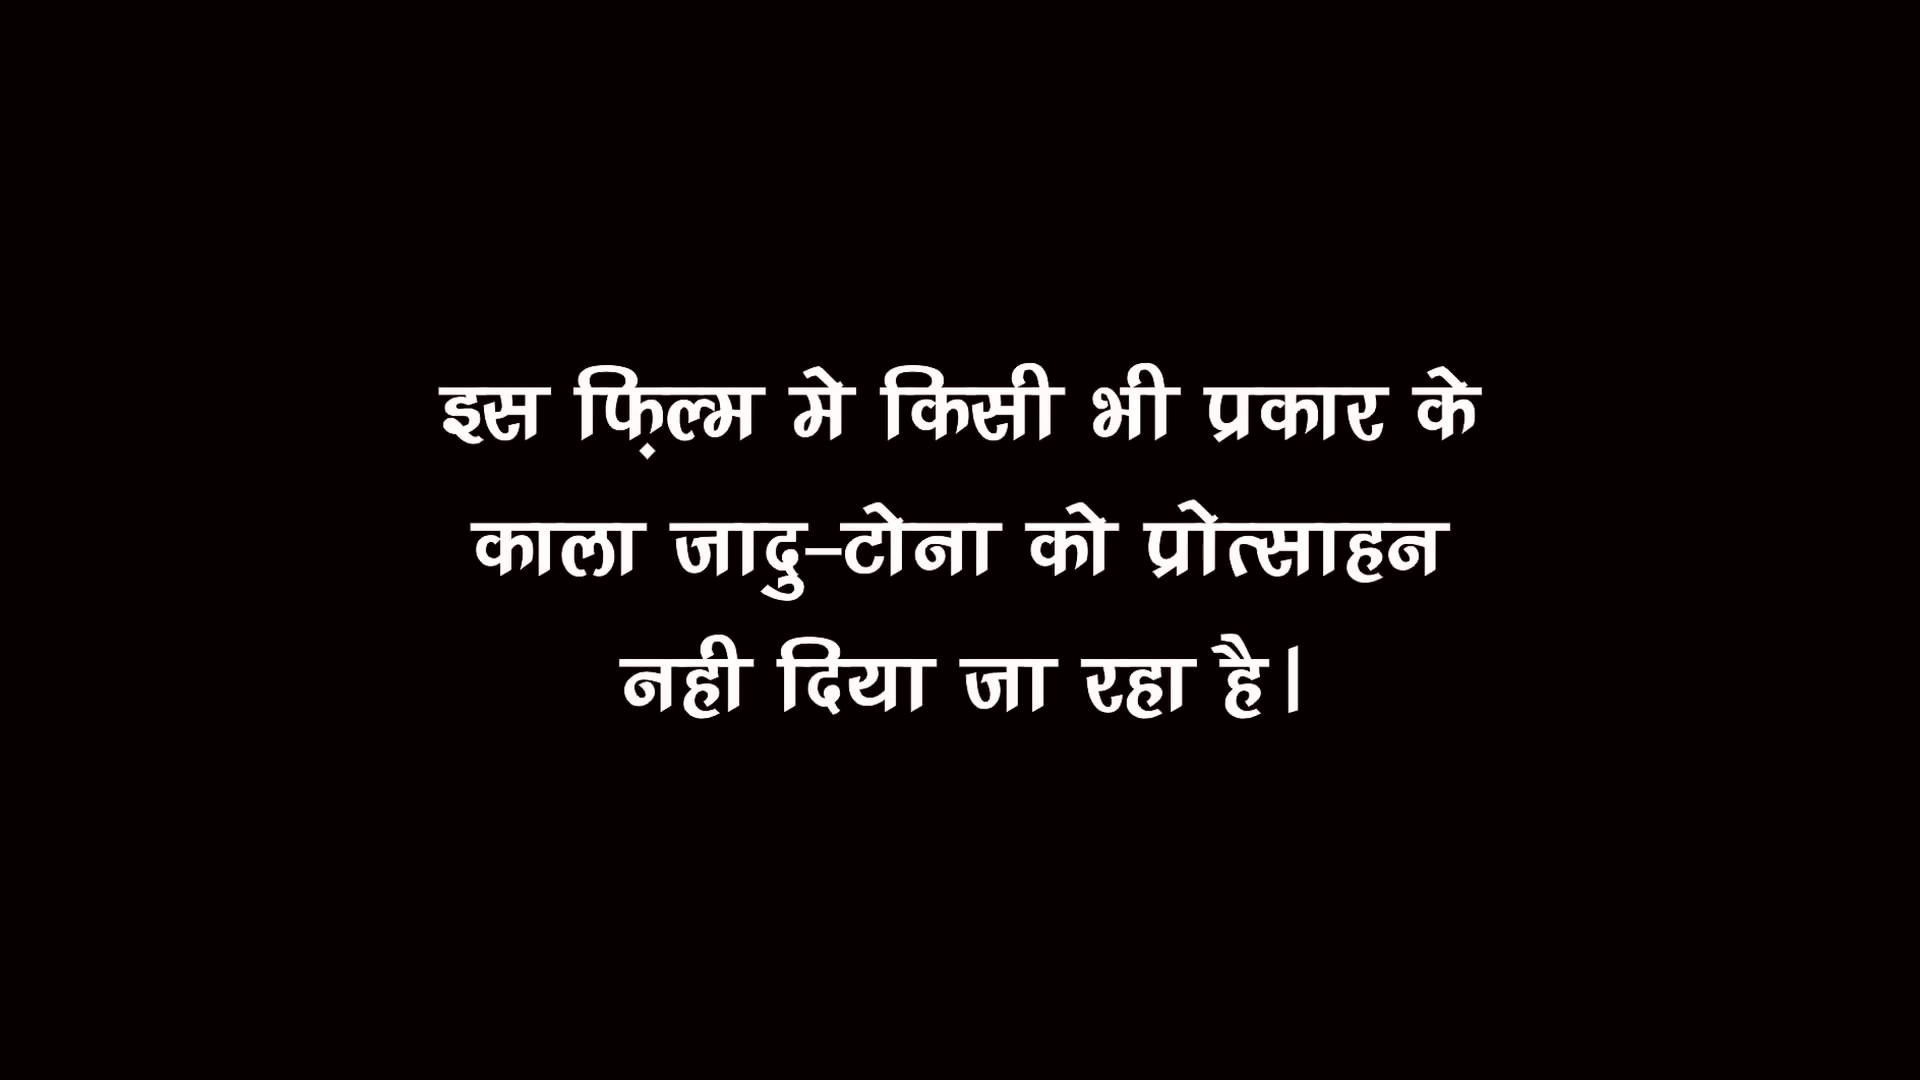 इस फ़िल्म मे किसी भी प्रकार के
काला जादु-टोना को प्रोत्साहन
नही दिया जा रहा है।